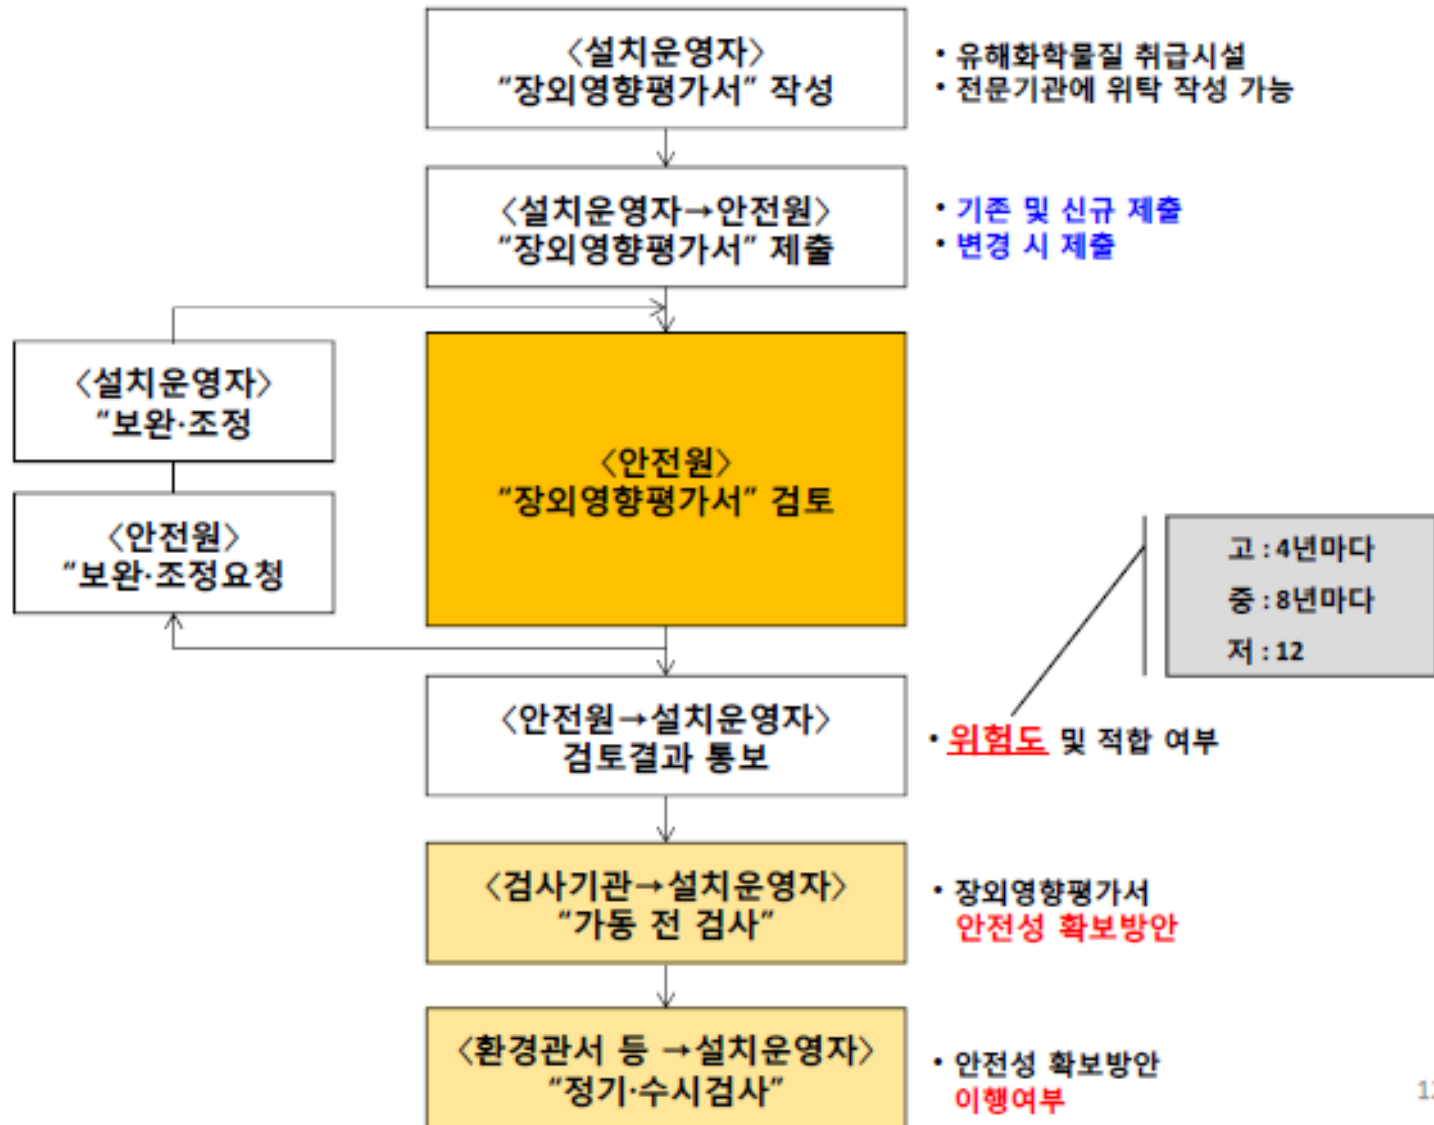 〈설치운영자〉
“장외영향평가서” 작성
• 유해화학물질 취급시설
• 전문기관에 위탁 작성 가능
〈설치운영자→안전원〉
“장외영향평가서” 제출
• 기존 및 신규 제출
• 변경 시 제출
〈설치운영자〉
“보완·조정
〈안전원〉
“보완·조정요청
〈안전원〉
“장외영향평가서” 검토
고 : 4년마다
중 : 8년마다
저 : 12
〈안전원→설치운영자〉
검토결과 통보
• 위험도 및 적합 여부
〈검사기관→설치운영자〉
“가동 전 검사”
• 장외영향평가서
안전성 확보방안
〈환경관서 등 →설치운영자〉
“정기·수시검사”
• 안전성 확보방안
이행여부